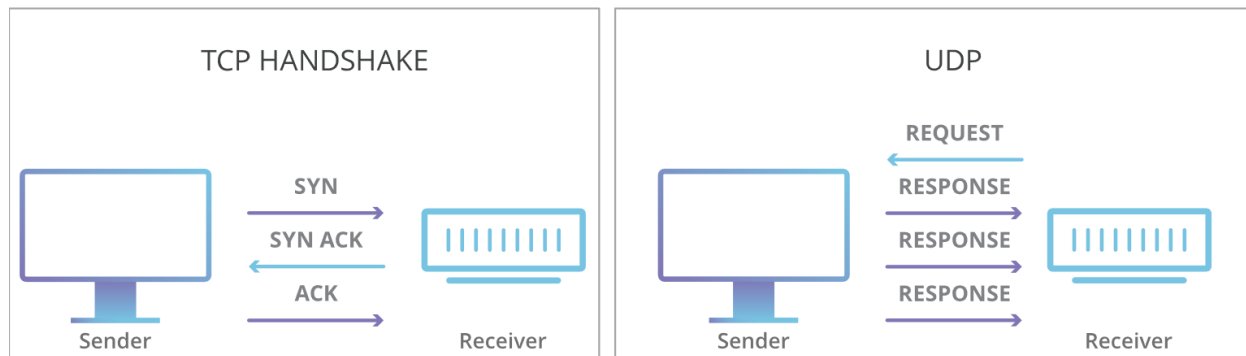 TCP HANDSHAKE
SYN
SYN ACK
ACK
Sender
Receiver
UDP
REQUEST
RESPONSE
RESPONSE
RESPONSE
Sender
Receiver